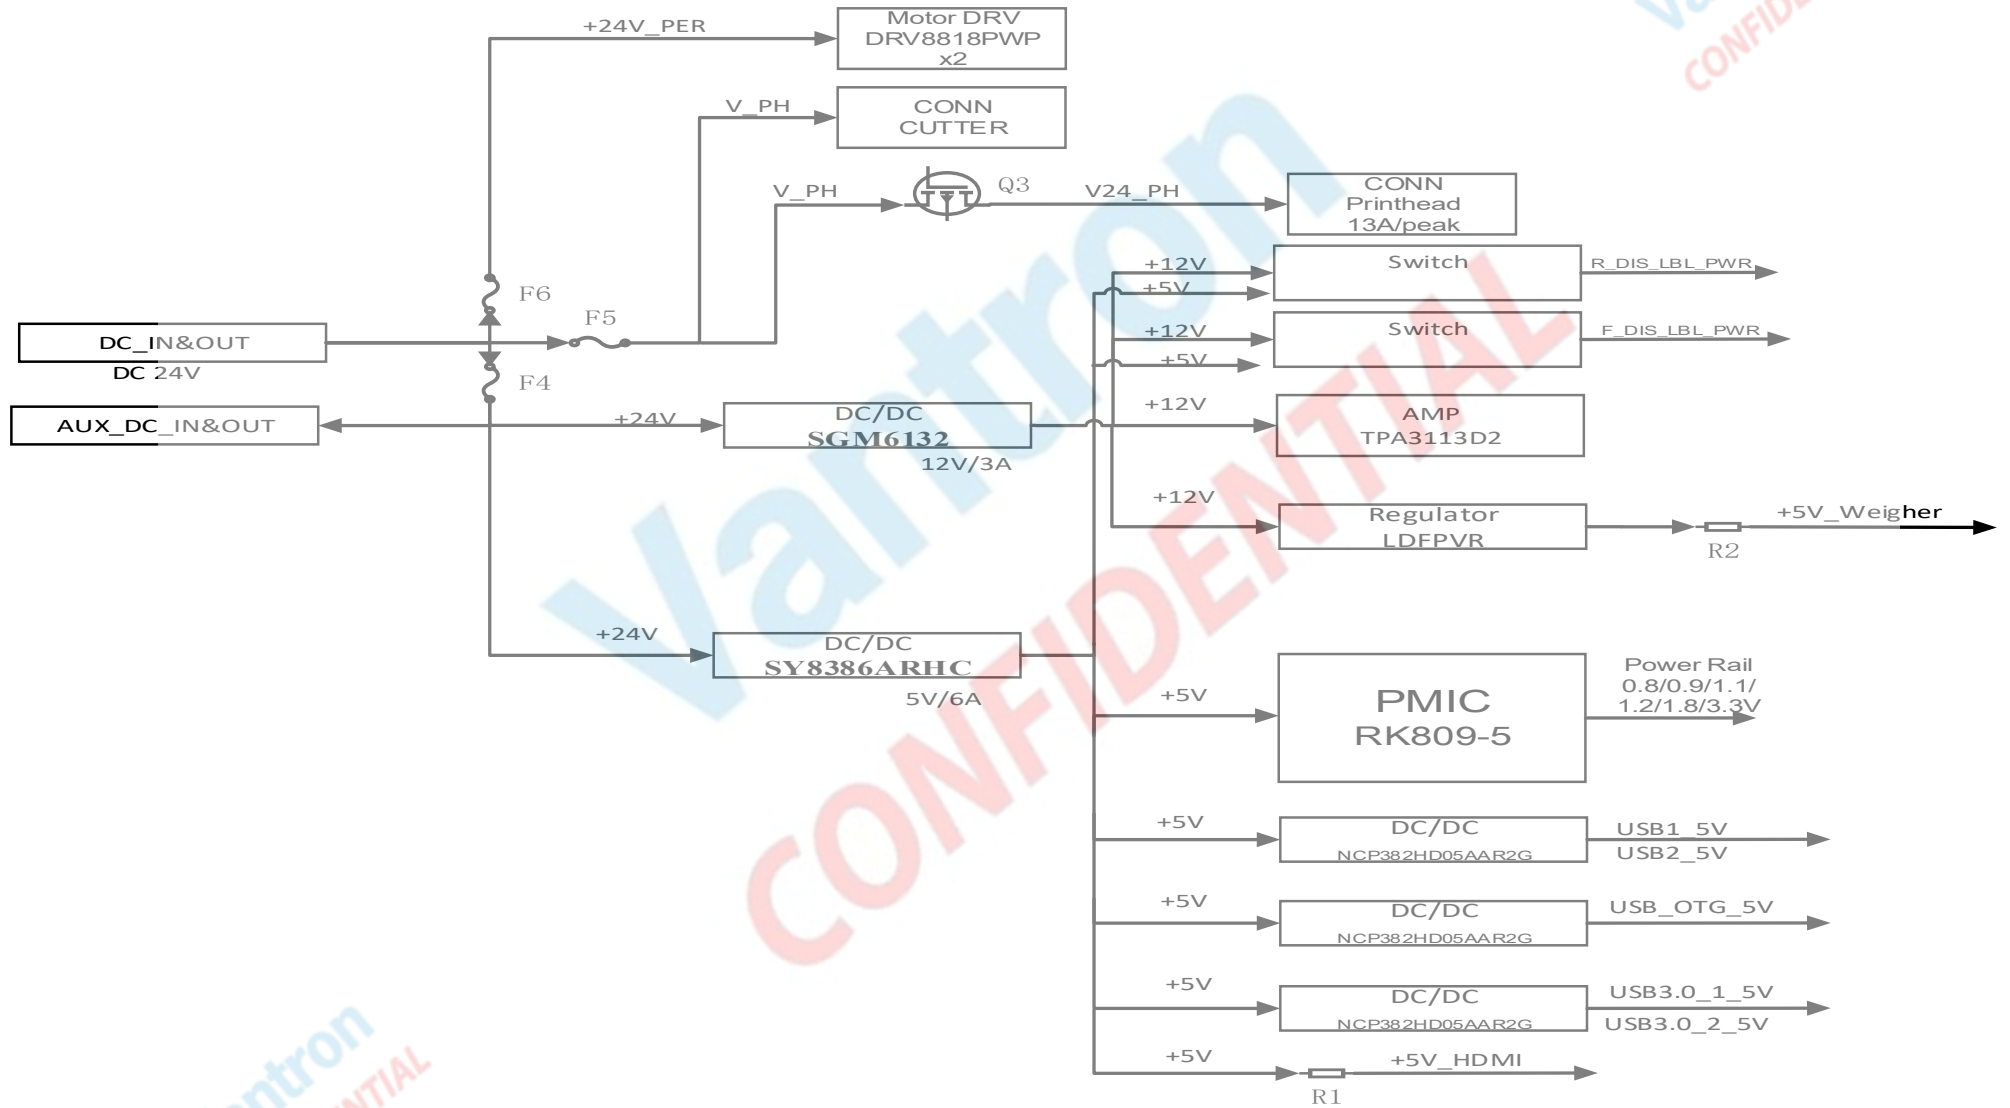 +24V_PER
Motor DRV
DRV8818PWP
x2
V_PH
CONN
CUTTER
V_PH
Q3
V24_PH
CONN
Printhead
13A/peak
+12V
+5V
Switch
R_DIS_LBL_PWR
F6
F5
DC_IN&OUT
DC 24V
+12V
+5V
Switch
F_DIS_LBL_PWR
F4
AUX_DC_IN&OUT
+24V
DC/DC
SGM6132
12V/3A
+12V
AMP
TPA3113D2
+12V
Regulator
LDFPVR
R2
+5V_Weigher
+24V
DC/DC
SY8386ARHC
5V/6A
+5V
PMIC
RK809-5
Power Rail
0.8/0.9/1.1/
1.2/1.8/3.3V
+5V
DC/DC
NCP382HD05AAR2G
USB1_5V
USB2_5V
+5V
DC/DC
NCP382HD05AAR2G
USB_OTG_5V
+5V
DC/DC
NCP382HD05AAR2G
USB3.0_1_5V
USB3.0_2_5V
+5V
R1
+5V_HDMI
Vantron
CONFIDENTIAL